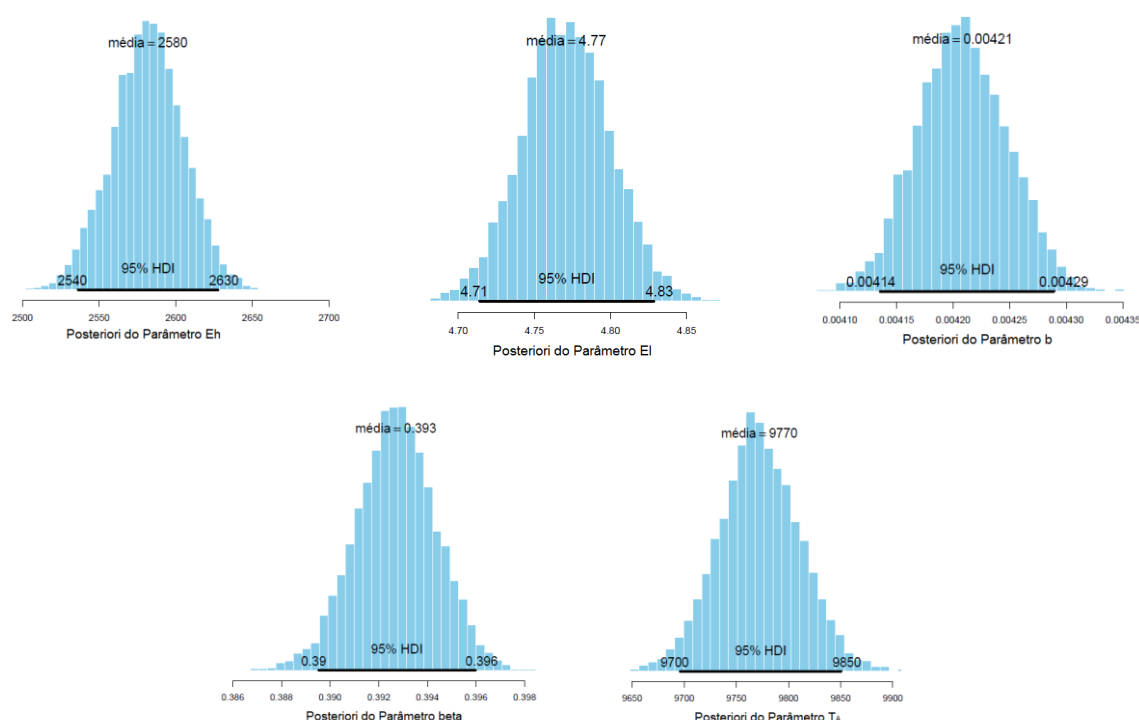 média = 2580
95% HDI
2540 2630
2500 2550 2600 2650 2700
Posteriori do Parâmetro Eh
média = 4.77
95% HDI
4.71 4.83
4.70 4.75 4.80 4.85
Posteriori do Parâmetro El
média = 0.00421
95% HDI
0.00414 0.00429
0.00410 0.00415 0.00420 0.00425 0.00430 0.00435
Posteriori do Parâmetro b
média = 0.393
95% HDI
0.39 0.396
0.386 0.388 0.390 0.392 0.394 0.396 0.398
Posteriori do Parâmetro beta
média = 9770
95% HDI
9700 9850
9650 9700 9750 9800 9850 9900
Posteriori do Parâmetro TA